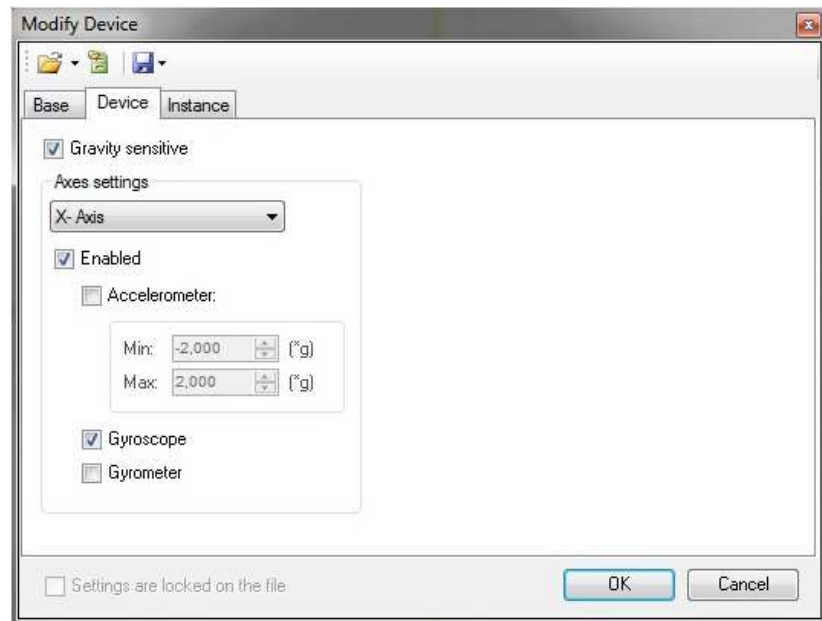 Modify Device
Base Device Instance
Gravity sensitive
Axes settings
X- Axis
Enabled
Accelerometer:
Min: -2,000 (*g)
Max: 2,000 (*g)
Gyroscope
Gyrometer
Settings are locked on the file
OK Cancel